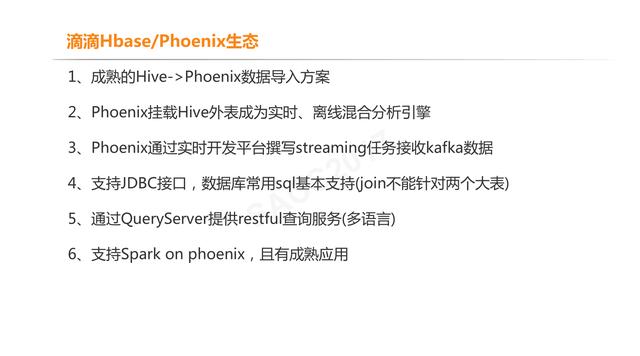 滴滴Hbase/Phoenix生态
1、成熟的Hive->Phoenix数据导入方案
2、Phoenix挂载Hive外表成为实时、离线混合分析引擎
3、Phoenix通过实时开发平台撰写streaming任务接收kafka数据
4、支持JDBC接口，数据库常用sql基本支持(join不能针对两个大表)
5、通过QueryServer提供restful查询服务(多语言)
6、支持Spark on phoenix，且有成熟应用